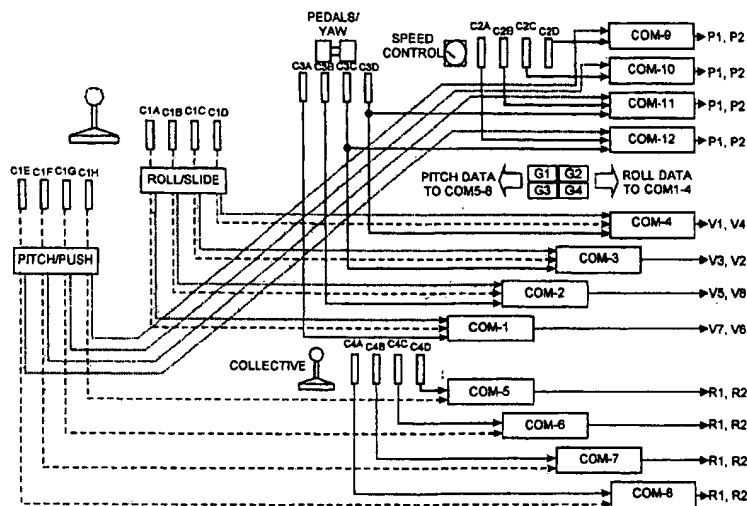 PEDALS/
YAW
SPEED
CONTROL
C2A
C2B
C2C
C2D
COM-9
P1, P2
C3A
C3B
C3C
C3D
COM-10
P1, P2
COM-11
P1, P2
COM-12
P1, P2
C1A
C1B
C1C
C1D
ROLL/SLIDE
C1E
C1F
C1G
C1H
PITCH/PUSH
PITCH DATA
TO COM5-8
G1
G2
G3
G4
ROLL DATA
TO COM1-4
COM-4
V1, V4
COM-3
V3, V2
COM-2
V5, V8
COM-1
V7, V6
COLLECTIVE
C4A
C4B
C4C
C4D
COM-5
R1, R2
COM-6
R1, R2
COM-7
R1, R2
COM-8
R1, R2